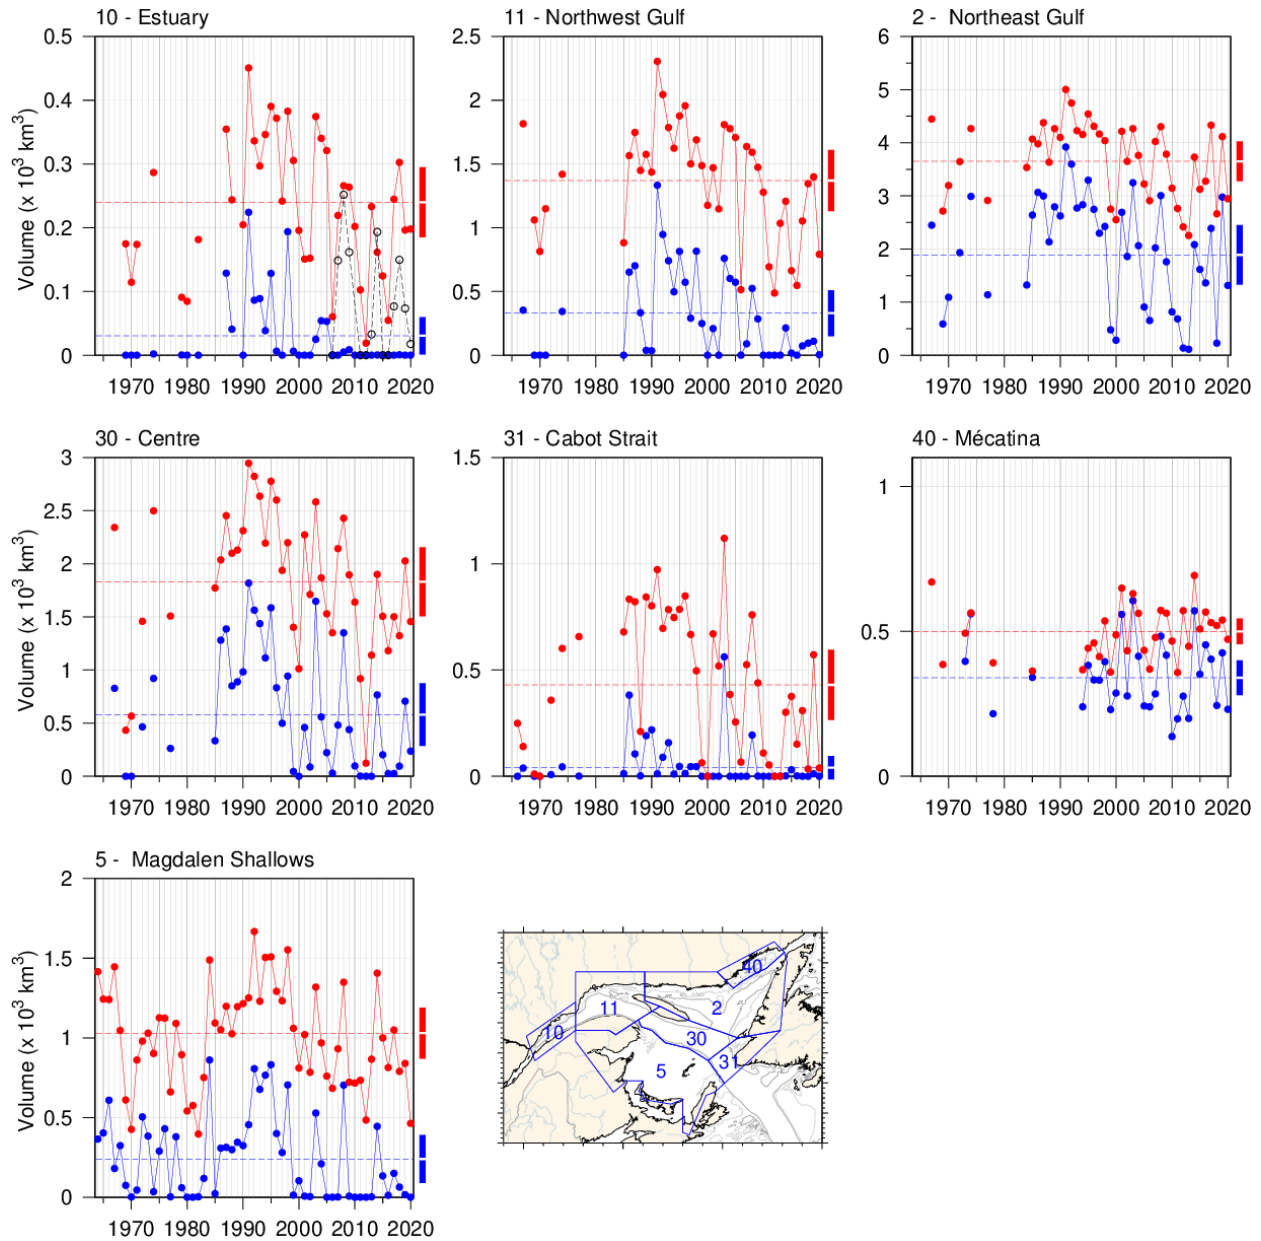 10 - Estuary
11 - Northwest Gulf
2 - Northeast Gulf
Volume (x 10³ km³)
0.5
0.4
0.3
0.2
0.1
0
1970 1980 1990 2000 2010 2020
2.5
2
1.5
1
0.5
0
1970 1980 1990 2000 2010 2020
6
5
4
3
2
1
0
1970 1980 1990 2000 2010 2020
30 - Centre
31 - Cabot Strait
40 - Mécatina
Volume (x 10³ km³)
3
2.5
2
1.5
1
0.5
0
1970 1980 1990 2000 2010 2020
1.5
1
0.5
0
1970 1980 1990 2000 2010 2020
1
0.5
0
1970 1980 1990 2000 2010 2020
5 - Magdalen Shallows
Volume (x 10³ km³)
2
1.5
1
0.5
0
1970 1980 1990 2000 2010 2020
40
11
2
10
30
31
5